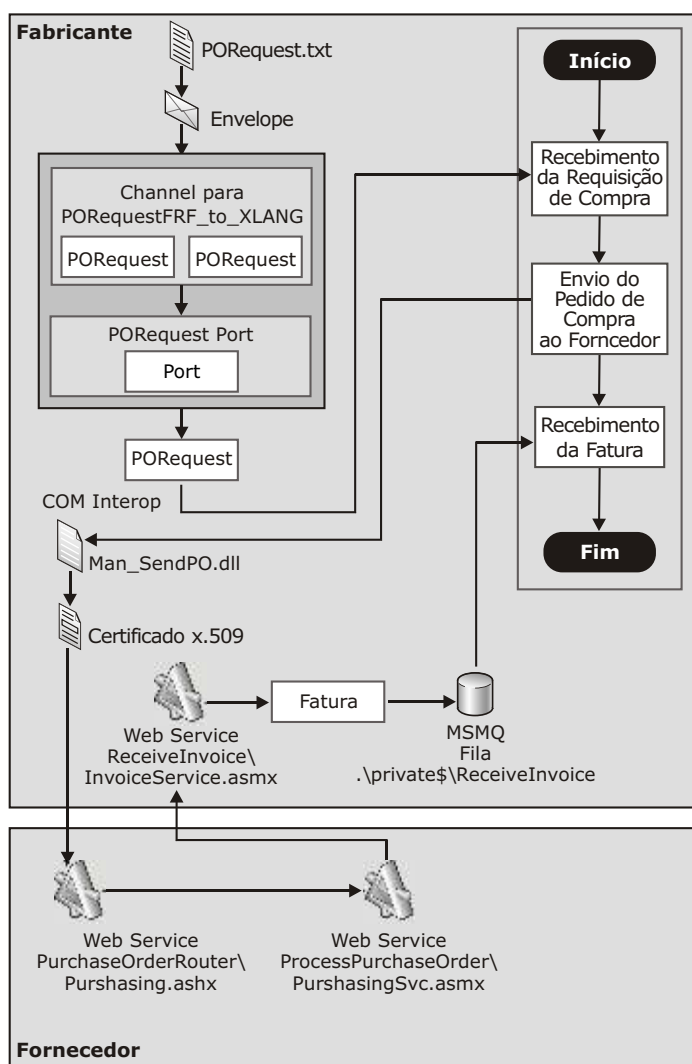 Fabricante
PORequest.txt
Envelope
Channel para
PORequestFRF_to_XLANG
PORequest
PORequest
PORequest Port
Port
PORequest
COM Interop
Man_SendPO.dll
Certificado x.509
Web Service
ReceiveInvoice\
InvoiceService.asmx
Fatura
MSMQ
Fila
.\private$\ReceiveInvoice
Início
Recebimento
da Requisição
de Compra
Envio do
Pedido de
Compra
ao Forncedor
Recebimento
da Fatura
Fim
Web Service
PurchaseOrderRouter\
Purshasing.ashx
Web Service
ProcessPurchaseOrder\
PurshasingSvc.asmx
Fornecedor